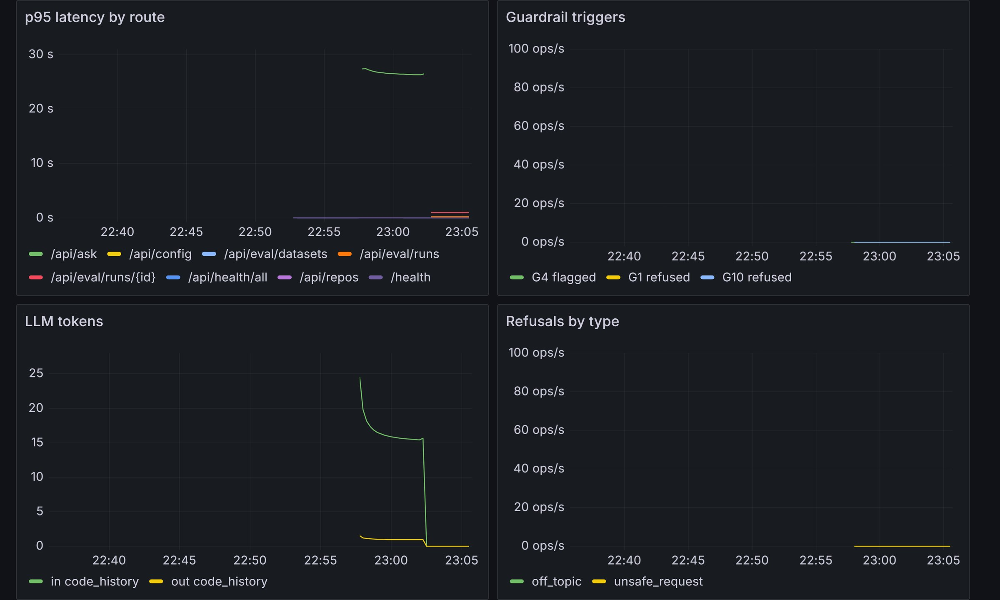 p95 latency by route
30 s
20 s
10 s
0 s
22:40 22:45 22:50 22:55 23:00 23:05
/api/ask /api/config /api/eval/datasets /api/eval/runs
/api/eval/runs/{id} /api/health/all /api/repos /health
Guardrail triggers
100 ops/s
80 ops/s
60 ops/s
40 ops/s
20 ops/s
0 ops/s
22:40 22:45 22:50 22:55 23:00 23:05
G4 flagged G1 refused G10 refused
LLM tokens
25
20
15
10
5
0
22:40 22:45 22:50 22:55 23:00 23:05
in code_history out code_history
Refusals by type
100 ops/s
80 ops/s
60 ops/s
40 ops/s
20 ops/s
0 ops/s
22:40 22:45 22:50 22:55 23:00 23:05
off_topic unsafe_request